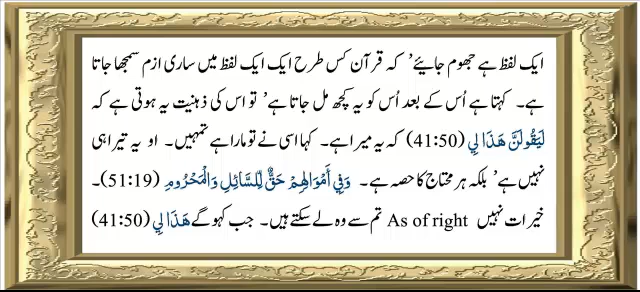 ایک لفظ ہے جھوم جائیے’ کہ قرآن کس طرح ایک ایک لفظ میں ساری ازم سمجھا جاتا
ہے۔ کہتا ہے اُس کے بعد اُس کو یہ کچھ مل جاتا ہے’ تو اس کی ذہنیت یہ ہوتی ہے کہ
لَيَقُولَنَّ هَذَا لِي (41:50) کہ یہ میرا ہے۔ کہا اسی نے تو مارا ہے تمہیں۔ او یہ تیرا ہی
نہیں ہے’ بلکہ ہر محتاج کا حصہ ہے۔ وَفِي أَمْوَالِهِمْ حَقٌّ لِّلسَّائِلِ وَالْمَحْرُومِ (51:19)۔
خیرات نہیں As of right تم سے وہ لے سکتے ہیں۔ جب کہو گے هَذَا لِي (41:50)